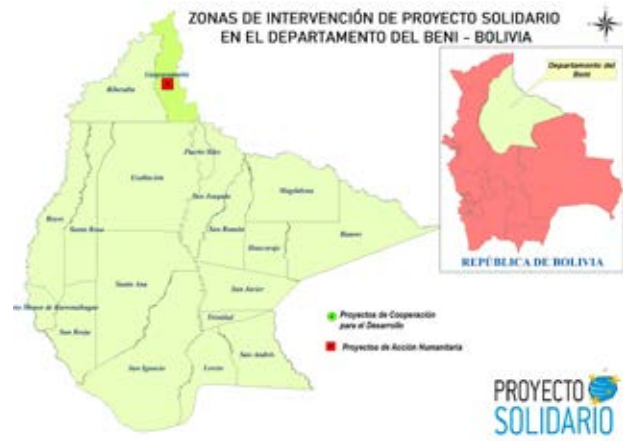 ZONAS DE INTERVENCIÓN DE PROYECTO SOLIDARIO
EN EL DEPARTAMENTO DEL BENI - BOLIVIA
Departamento del
Beni
Riberalta
Guayaramerín
Puerto Siles
Exaltación
San Joaquín
Magdalena
Reyes
Santa Rosa
San Ramón
Huacaraje
Baures
REPÚBLICA DE BOLIVIA
Santa Ana
San Javier
San Borja
Trinidad
San Ignacio
Loreto
San Andrés
Proyectos de Cooperación
para el Desarrollo
Proyectos de Acción Humanitaria
PROYECTO
SOLIDARIO